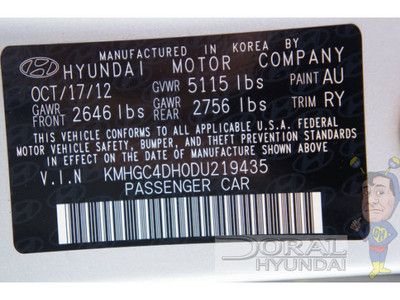 MANUFACTURED IN KOREA BY
HYUNDAI MOTOR COMPANY
OCT/17/12 GVWR 5115 lbs PAINT AU
GAWR FRONT 2646 lbs GAWR REAR 2756 lbs TRIM RY
THIS VEHICLE CONFORMS TO ALL APPLICABLE U.S.A. FEDERAL
MOTOR VEHICLE SAFETY, BUMPER, AND THEFT PREVENTION STANDARDS
IN EFFECT ON THE DATE OF MANUFACTURE SHOWN ABOVE
V.I.N KMHGC4DH0DU219435
PASSENGER CAR
DORAL
HYUNDAI